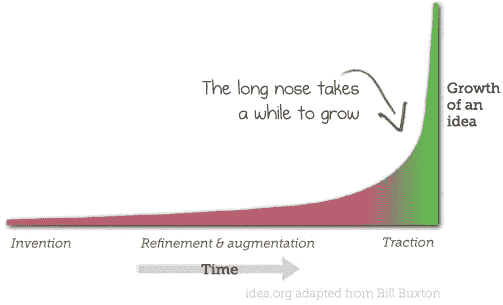 The long nose takes
a while to grow
Growth
of an
idea
Invention
Refinement & augmentation
Traction
Time
idea.org adapted from Bill Buxton